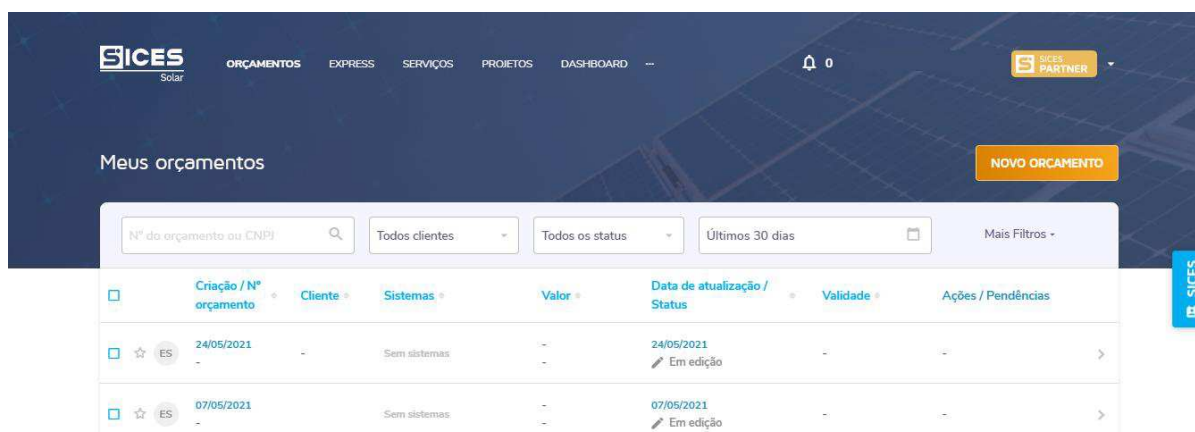 SICES
Solar
ORÇAMENTOS EXPRESS SERVIÇOS PROJETOS DASHBOARD ...
0
SICES
PARTNER
Meus orçamentos
NOVO ORÇAMENTO
Nº do orçamento ou CNPJ
Todos clientes
Todos os status
Últimos 30 dias
Mais Filtros
SICES
Criação / Nº
orçamento
Cliente
Sistemas
Valor
Data de atualização /
Status
Validade
Ações / Pendências
ES
24/05/2021
-
-
Sem sistemas
-
-
24/05/2021
Em edição
-
-
ES
07/05/2021
-
Sem sistemas
-
-
07/05/2021
Em edição
-
-